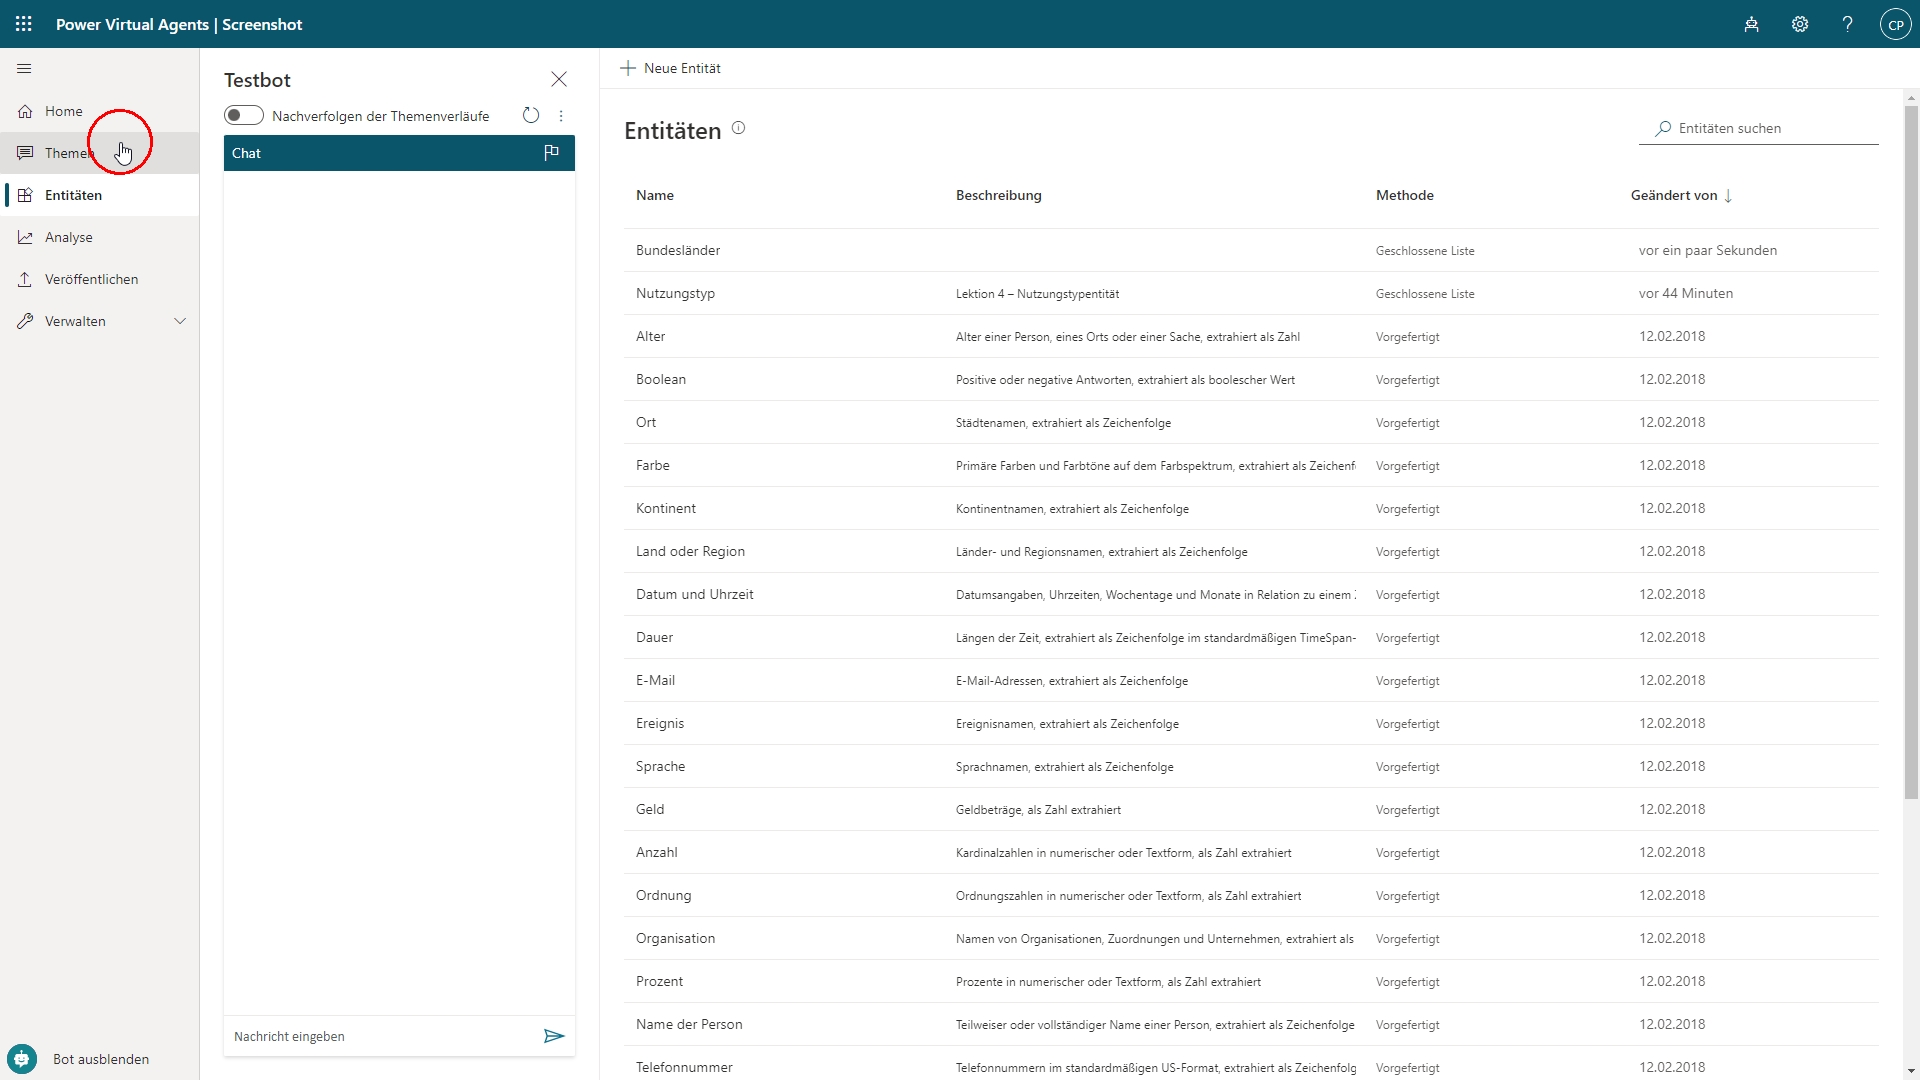 Power Virtual Agents | Screenshot
CP
Home
Themen
Entitäten
Analyse
Veröffentlichen
Verwalten
Bot ausblenden
Testbot
Nachverfolgen der Themenverläufe
Chat
Nachricht eingeben
Neue Entität
Entitäten
Entitäten suchen
Name Beschreibung Methode Geändert von
Bundesländer Geschlossene Liste vor ein paar Sekunden
Nutzungstyp Lektion 4 – Nutzungstypentität Geschlossene Liste vor 44 Minuten
Alter Alter einer Person, eines Orts oder einer Sache, extrahiert als Zahl Vorgefertigt 12.02.2018
Boolean Positive oder negative Antworten, extrahiert als boolescher Wert Vorgefertigt 12.02.2018
Ort Städtenamen, extrahiert als Zeichenfolge Vorgefertigt 12.02.2018
Farbe Primäre Farben und Farbtöne auf dem Farbspektrum, extrahiert als Zeichenf Vorgefertigt 12.02.2018
Kontinent Kontinentnamen, extrahiert als Zeichenfolge Vorgefertigt 12.02.2018
Land oder Region Länder- und Regionsnamen, extrahiert als Zeichenfolge Vorgefertigt 12.02.2018
Datum und Uhrzeit Datumsangaben, Uhrzeiten, Wochentage und Monate in Relation zu einem Vorgefertigt 12.02.2018
Dauer Längen der Zeit, extrahiert als Zeichenfolge im standardmäßigen TimeSpan- Vorgefertigt 12.02.2018
E-Mail E-Mail-Adressen, extrahiert als Zeichenfolge Vorgefertigt 12.02.2018
Ereignis Ereignisnamen, extrahiert als Zeichenfolge Vorgefertigt 12.02.2018
Sprache Sprachnamen, extrahiert als Zeichenfolge Vorgefertigt 12.02.2018
Geld Geldbeträge, als Zahl extrahiert Vorgefertigt 12.02.2018
Anzahl Kardinalzahlen in numerischer oder Textform, als Zahl extrahiert Vorgefertigt 12.02.2018
Ordnung Ordnungszahlen in numerischer oder Textform, als Zahl extrahiert Vorgefertigt 12.02.2018
Organisation Namen von Organisationen, Zuordnungen und Unternehmen, extrahiert als Vorgefertigt 12.02.2018
Prozent Prozente in numerischer oder Textform, als Zahl extrahiert Vorgefertigt 12.02.2018
Name der Person Teilweiser oder vollständiger Name einer Person, extrahiert als Zeichenfolge Vorgefertigt 12.02.2018
Telefonnummer Telefonnummern im standardmäßigen US-Format, extrahiert als Zeichenfolg Vorgefertigt 12.02.2018